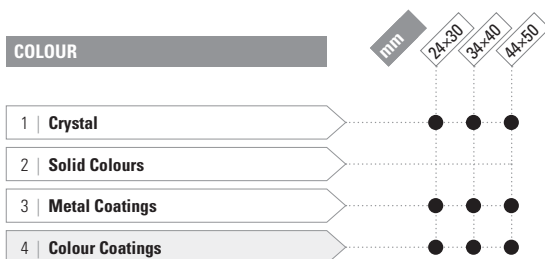 COLOUR
mm
24×30
34×40
44×50
1 | Crystal
2 | Solid Colours
3 | Metal Coatings
4 | Colour Coatings